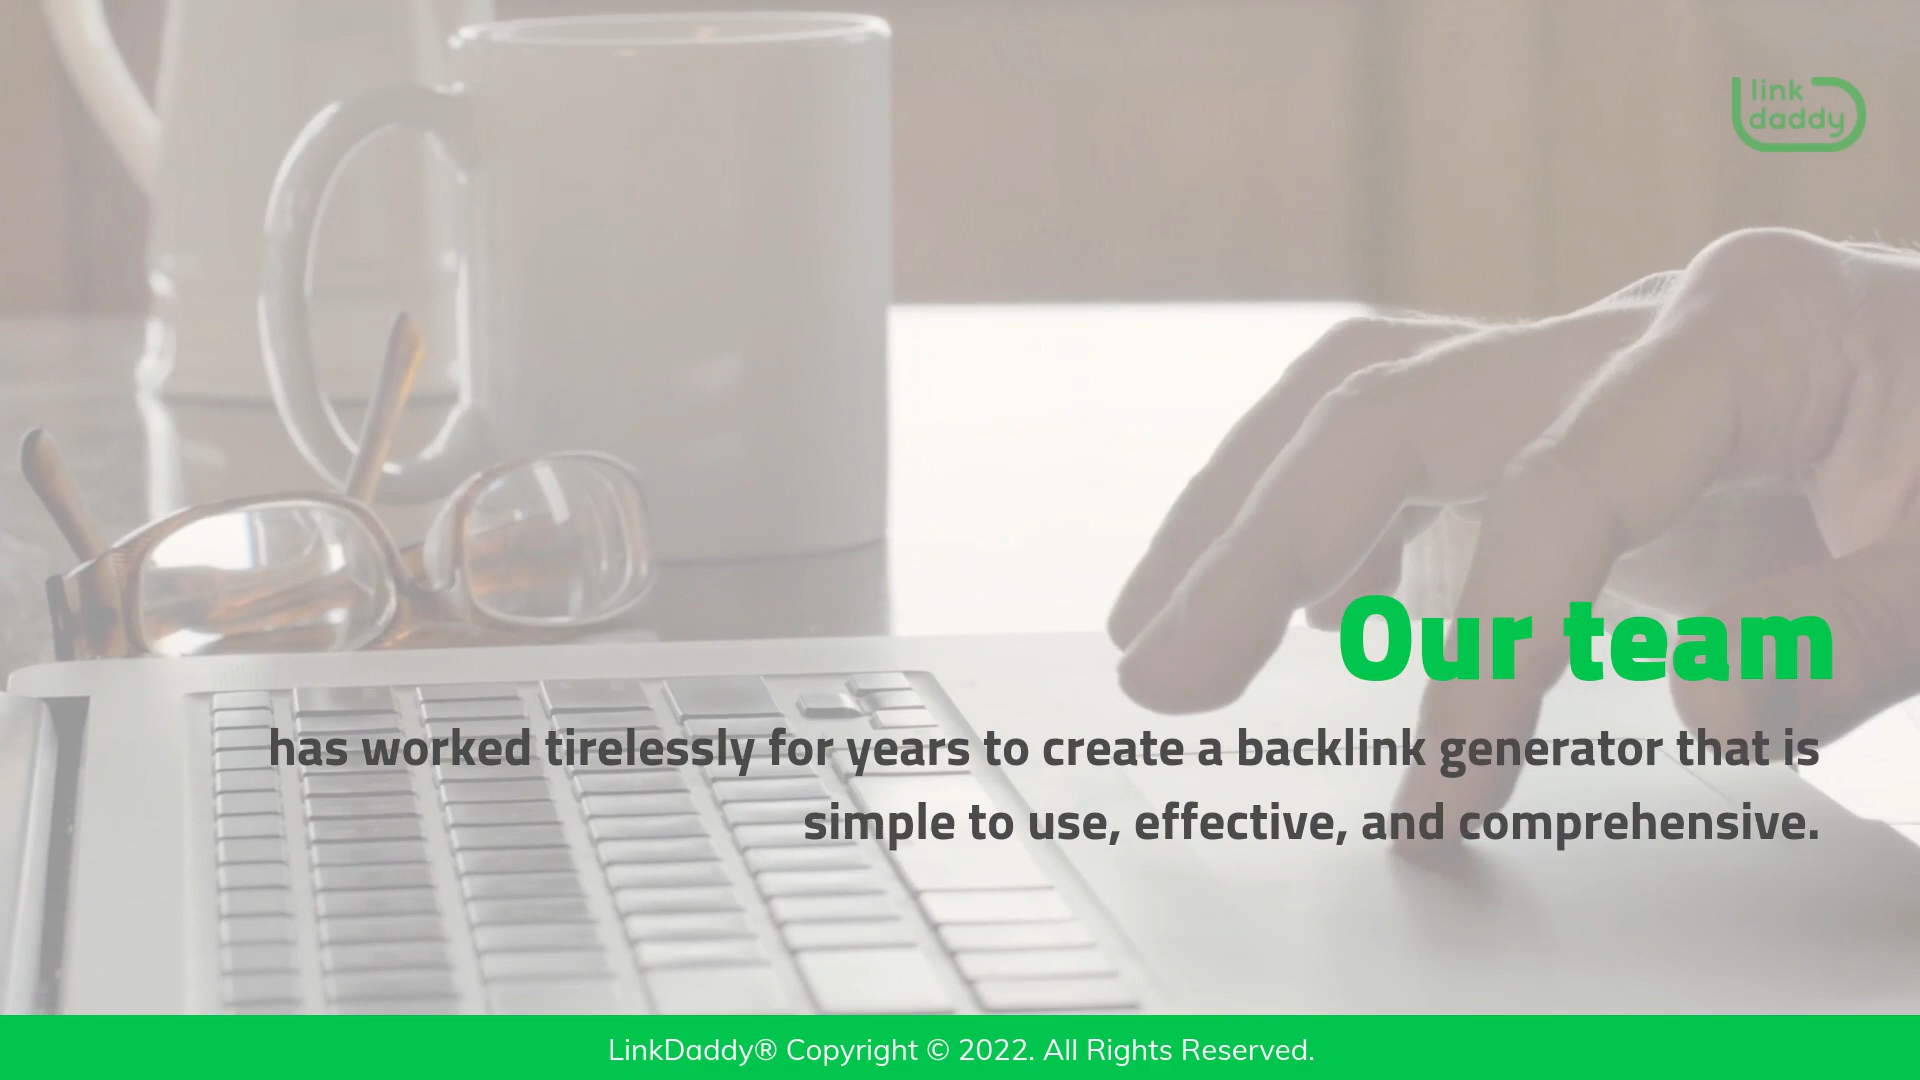 link
daddy
Our team
has worked tirelessly for years to create a backlink generator that is
simple to use, effective, and comprehensive.
LinkDaddy® Copyright © 2022. All Rights Reserved.